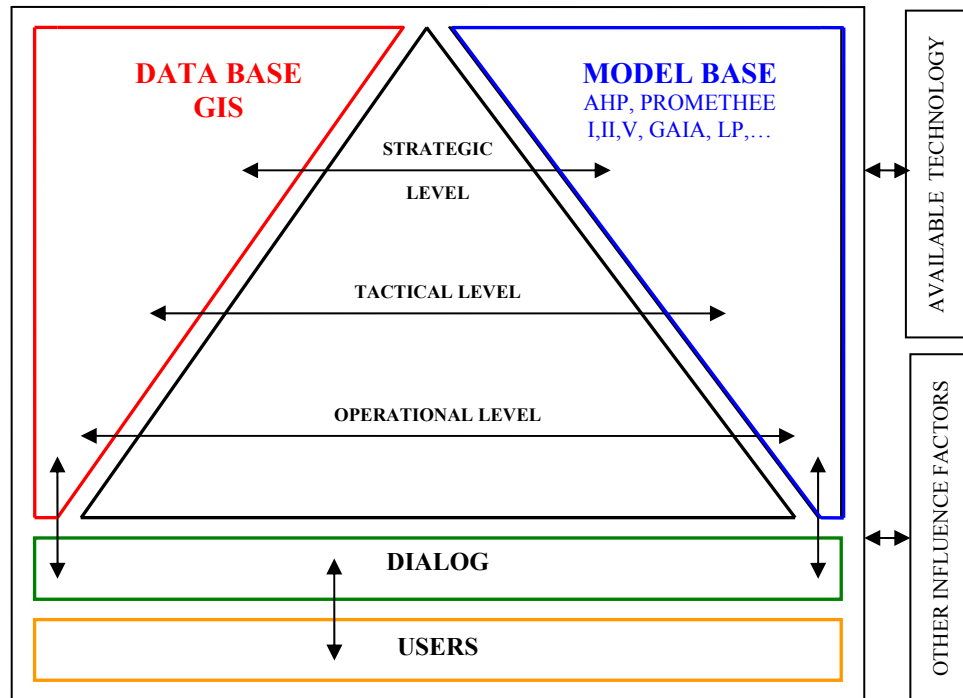 DATA BASE
GIS
MODEL BASE
AHP, PROMETHEE
I,II,V, GAIA, LP,…
STRATEGIC
LEVEL
TACTICAL LEVEL
OPERATIONAL LEVEL
DIALOG
USERS
AVAILABLE TECHNOLOGY
OTHER INFLUENCE FACTORS